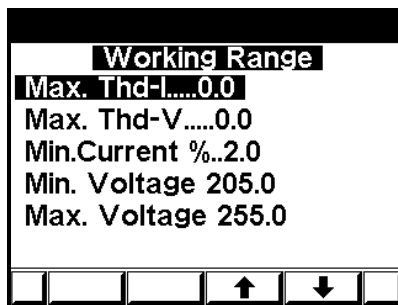 Working Range
Max. Thd-I.....0.0
Max. Thd-V.....0.0
Min.Current %..2.0
Min. Voltage 205.0
Max. Voltage 255.0